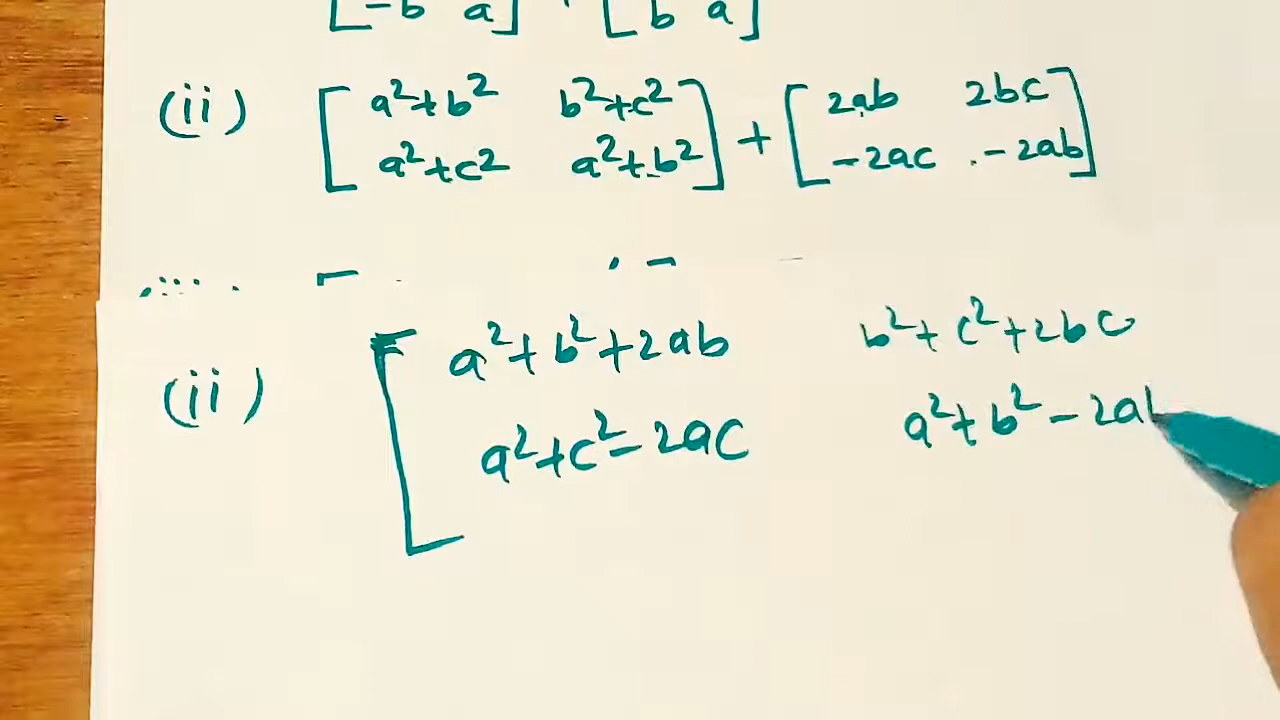 [-b a] + [b a]
(ii) [a²+b² b²+c²] + [2ab 2bc]
[a²+c² a²+b²] [-2ac -2ab]
(ii) [a²+b²+2ab b²+c²+2bc
a²+c²-2ac a²+b²-2ab